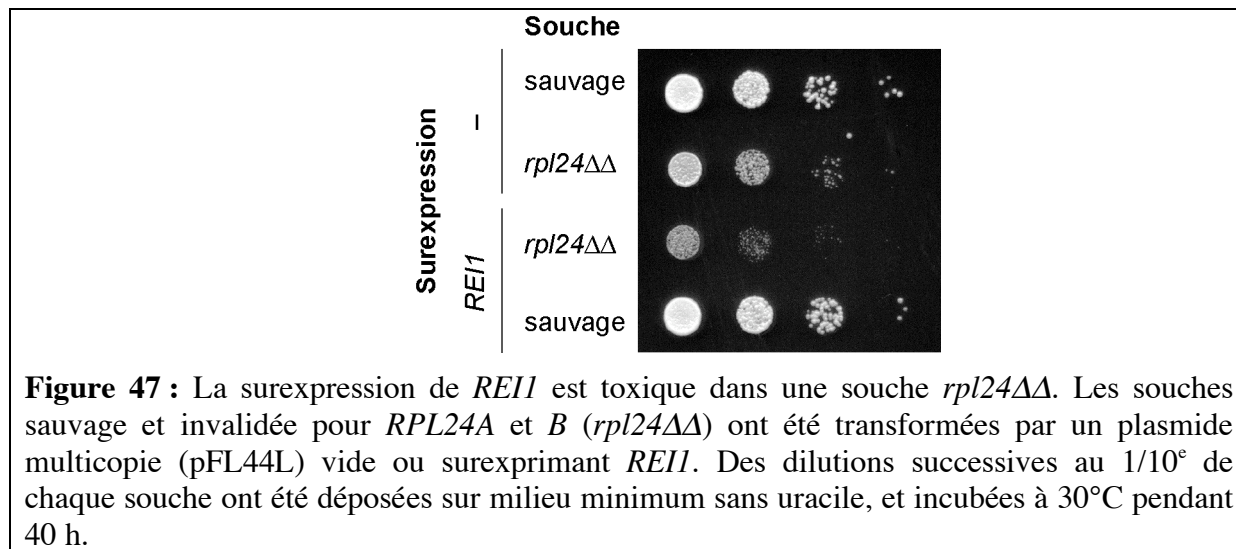 Souche
sauvage
–
rpl24ΔΔ
Surexpression
rpl24ΔΔ
REI1
sauvage
Figure 47 : La surexpression de REI1 est toxique dans une souche rpl24ΔΔ. Les souches
sauvage et invalidée pour RPL24A et B (rpl24ΔΔ) ont été transformées par un plasmide
multicopie (pFL44L) vide ou surexprimant REI1. Des dilutions successives au 1/10e de
chaque souche ont été déposées sur milieu minimum sans uracile, et incubées à 30°C pendant
40 h.